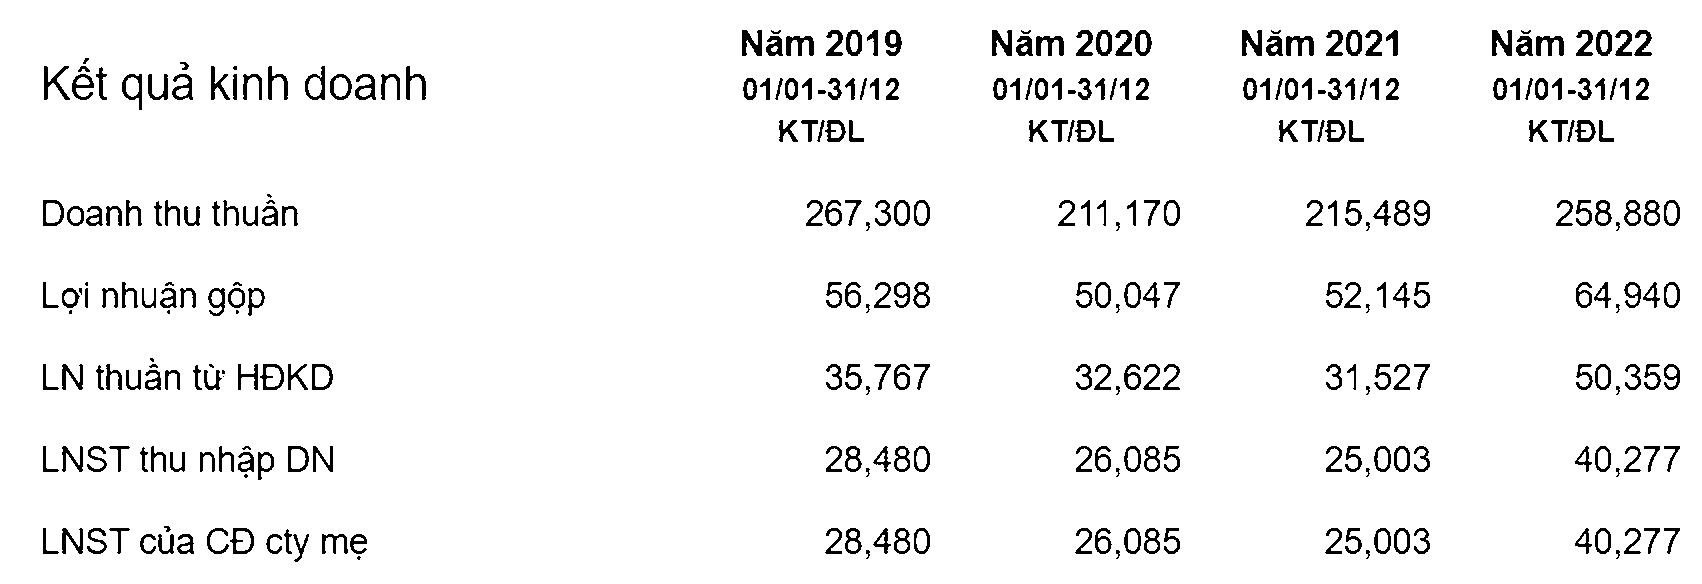 Kết quả kinh doanh
Năm 2019 Năm 2020 Năm 2021 Năm 2022
01/01-31/12 01/01-31/12 01/01-31/12 01/01-31/12
KT/ĐL KT/ĐL KT/ĐL KT/ĐL
Doanh thu thuần 267,300 211,170 215,489 258,880
Lợi nhuận gộp 56,298 50,047 52,145 64,940
LN thuần từ HĐKD 35,767 32,622 31,527 50,359
LNST thu nhập DN 28,480 26,085 25,003 40,277
LNST của CĐ cty mẹ 28,480 26,085 25,003 40,277